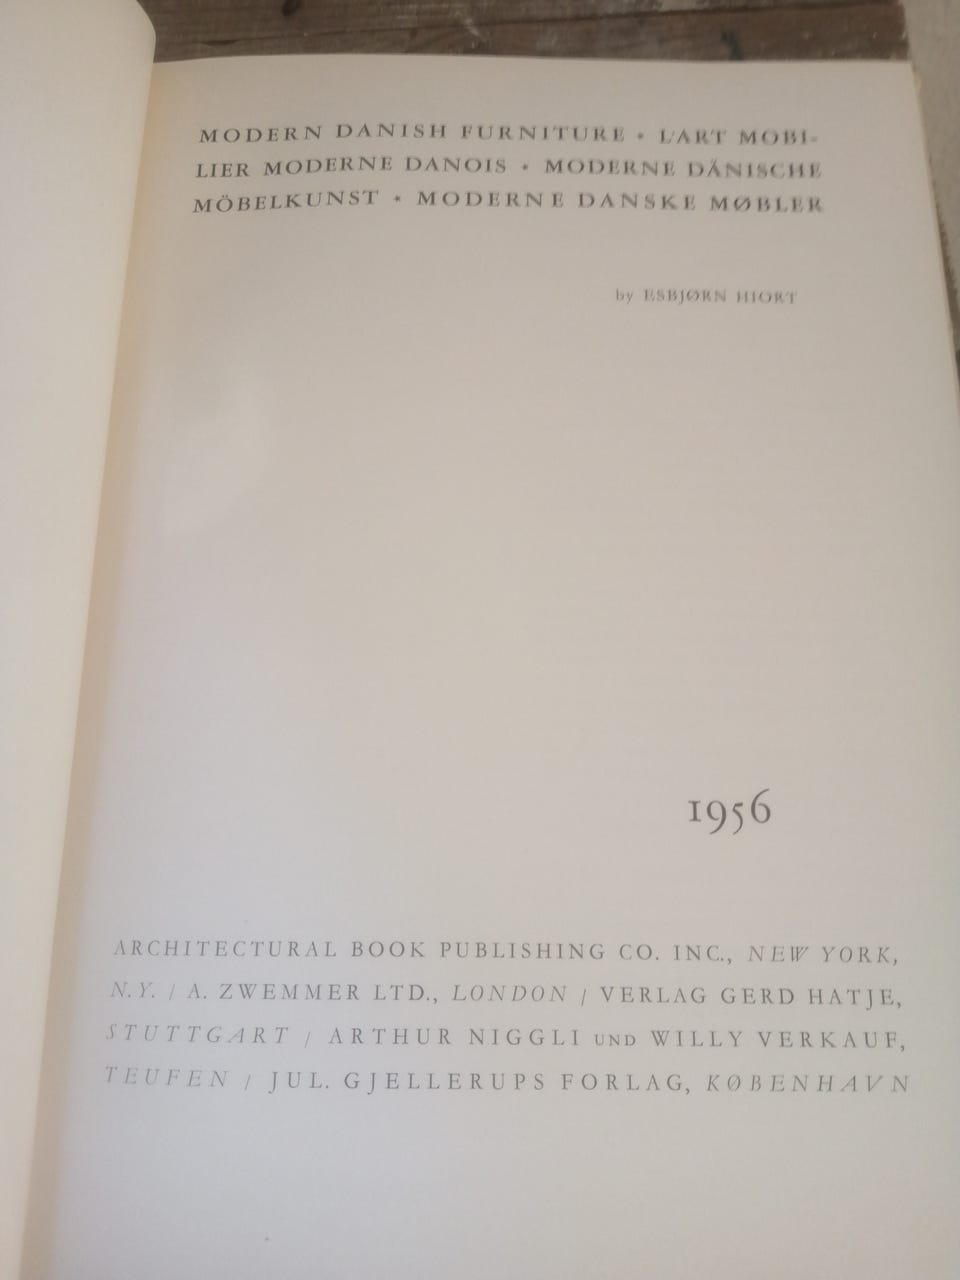 MODERN DANISH FURNITURE * L'ART MOBI-
LIER MODERNE DANOIS * MODERNE DÄNISCHE
MÖBELKUNST * MODERNE DANSKE MØBLER
by ESBJØRN HIORT
1956
ARCHITECTURAL BOOK PUBLISHING CO. INC., NEW YORK,
N.Y. / A. ZWEMMER LTD., LONDON / VERLAG GERD HATJE,
STUTTGART / ARTHUR NIGGLI UND WILLY VERKAUF,
TEUFEN / JUL. GJELLERUPS FORLAG, KØBENHAVN